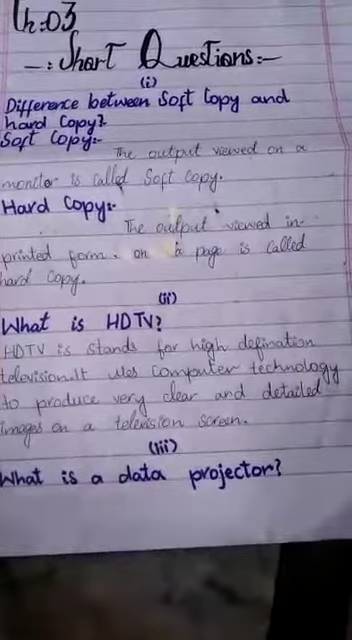 Ch:03
-: Short Questions:-
(i)
Difference between Soft Copy and
hard Copy?
Soft Copy:-
The output viewed on a
monitor is called Soft Copy.
Hard Copy:-
The output viewed in
printed form. on a page is called
hard Copy.
(ii)
What is HDTV?
HDTV is stands for high defination
television.It uses Computer technology
to produce very clear and detailed
images on a television screen.
(iii)
What is a data projector?